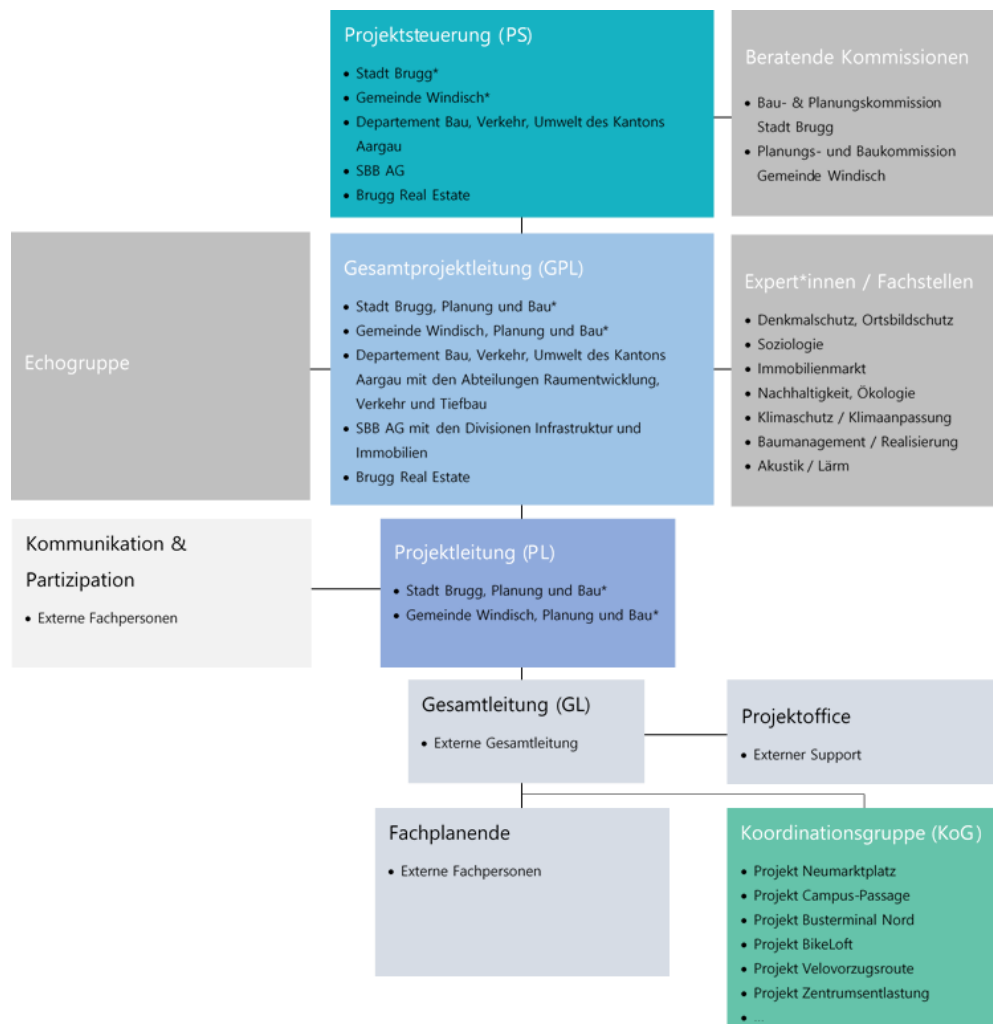 Projektsteuerung (PS)
• Stadt Brugg*
• Gemeinde Windisch*
• Departement Bau, Verkehr, Umwelt des Kantons
Aargau
• SBB AG
• Brugg Real Estate
Beratende Kommissionen
• Bau- & Planungskommission
Stadt Brugg
• Planungs- und Baukommission
Gemeinde Windisch
Echogruppe
Gesamtprojektleitung (GPL)
• Stadt Brugg, Planung und Bau*
• Gemeinde Windisch, Planung und Bau*
• Departement Bau, Verkehr, Umwelt des Kantons
Aargau mit den Abteilungen Raumentwicklung,
Verkehr und Tiefbau
• SBB AG mit den Divisionen Infrastruktur und
Immobilien
• Brugg Real Estate
Expert*innen / Fachstellen
• Denkmalschutz, Ortsbildschutz
• Soziologie
• Immobilienmarkt
• Nachhaltigkeit, Ökologie
• Klimaschutz / Klimaanpassung
• Baumanagement / Realisierung
• Akustik / Lärm
Kommunikation &
Partizipation
• Externe Fachpersonen
Projektleitung (PL)
• Stadt Brugg, Planung und Bau*
• Gemeinde Windisch, Planung und Bau*
Gesamtleitung (GL)
• Externe Gesamtleitung
Projektoffice
• Externer Support
Fachplanende
• Externe Fachpersonen
Koordinationsgruppe (KoG)
• Projekt Neumarktplatz
• Projekt Campus-Passage
• Projekt Busterminal Nord
• Projekt BikeLoft
• Projekt Velovorzugsroute
• Projekt Zentrumsentlastung
• ...